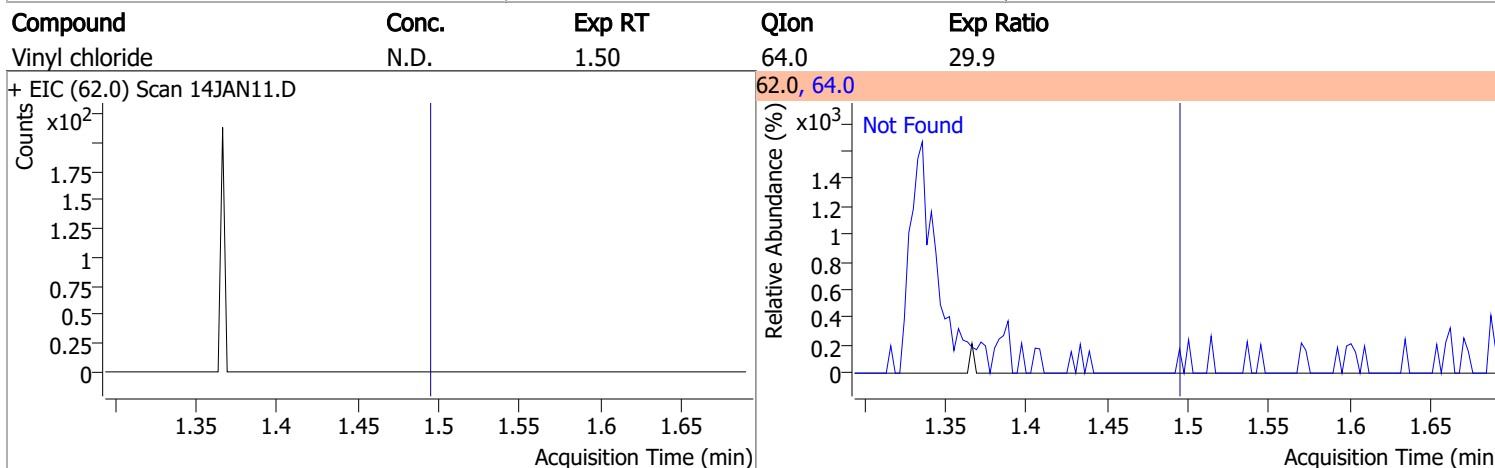 Compound Conc. Exp RT QIon Exp Ratio
Vinyl chloride N.D. 1.50 64.0 29.9
+ EIC (62.0) Scan 14JAN11.D
Counts
x10²
1.75
1.5
1.25
1
0.75
0.5
0.25
0
1.35 1.4 1.45 1.5 1.55 1.6 1.65
Acquisition Time (min)
62.0, 64.0
Relative Abundance (%)
x10³
Not Found
1.4
1.2
1
0.8
0.6
0.4
0.2
0
1.35 1.4 1.45 1.5 1.55 1.6 1.65
Acquisition Time (min